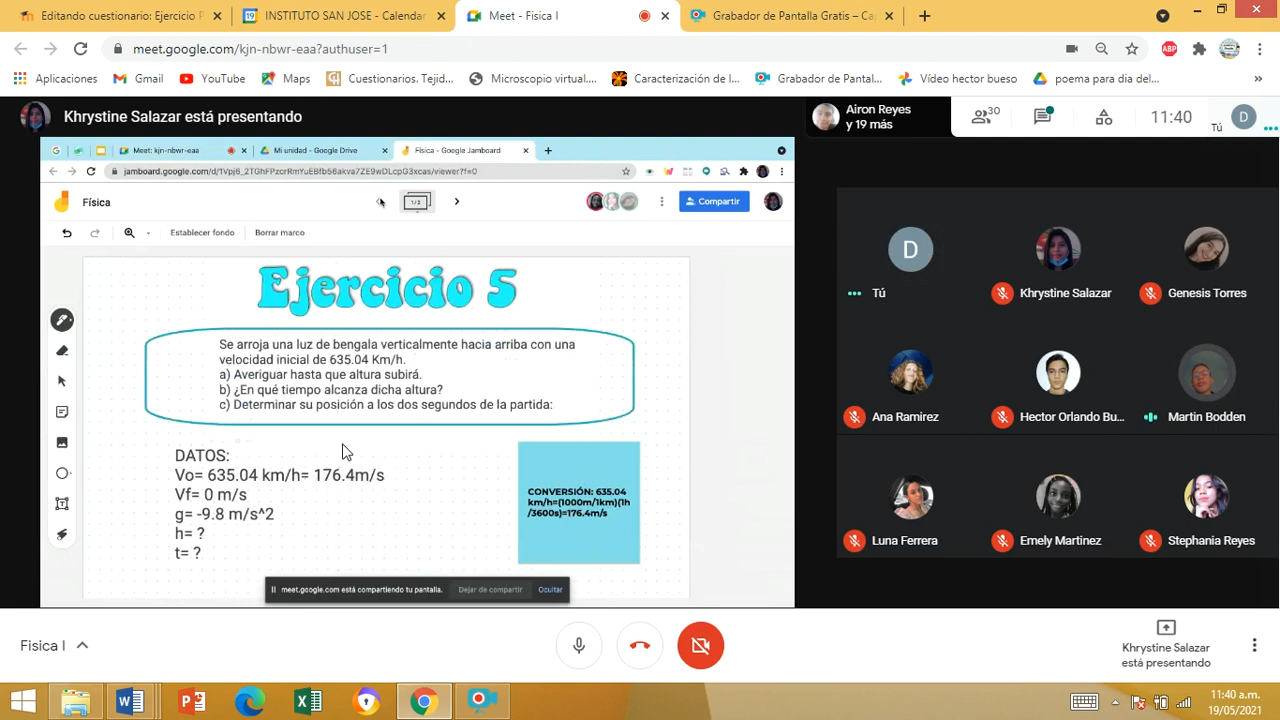 Editando cuestionario: Ejercicio P
INSTITUTO SAN JOSE - Calendar
Meet - Física I
Grabador de Pantalla Gratis – Ca
meet.google.com/kjn-nbwr-eaa?authuser=1
Aplicaciones
Gmail
YouTube
Maps
Cuestionarios. Tejid...
Microscopio virtual....
Caracterización de l...
Grabador de Pantal...
Vídeo hector bueso
poema para dia del...
Khrystine Salazar está presentando
Airon Reyes
y 19 más
30
11:40
Tú
D
Meet: kjn-nbwr-eaa
Mi unidad - Google Drive
Física - Google Jamboard
jamboard.google.com/d/1Vpj6_2TGhFPzcrRmYuEBfb56akva7ZE9wDLcpG3xcas/viewer?f=0
Física
1/2
Compartir
Establecer fondo
Borrar marco
Ejercicio 5
Se arroja una luz de bengala verticalmente hacia arriba con una
velocidad inicial de 635.04 Km/h.
a) Averiguar hasta que altura subirá.
b) ¿En qué tiempo alcanza dicha altura?
c) Determinar su posición a los dos segundos de la partida:
DATOS:
Vo= 635.04 km/h= 176.4m/s
Vf= 0 m/s
g= -9.8 m/s^2
h= ?
t= ?
CONVERSIÓN: 635.04
km/h=(1000m/1km)(1h
/3600s)=176.4m/s
meet.google.com está compartiendo tu pantalla.
Dejar de compartir
Ocultar
D
Tú
Khrystine Salazar
Genesis Torres
Ana Ramirez
Hector Orlando Bu...
Martin Bodden
Luna Ferrera
Emely Martinez
Stephania Reyes
Física I
Khrystine Salazar
está presentando
11:40 a.m.
19/05/2021